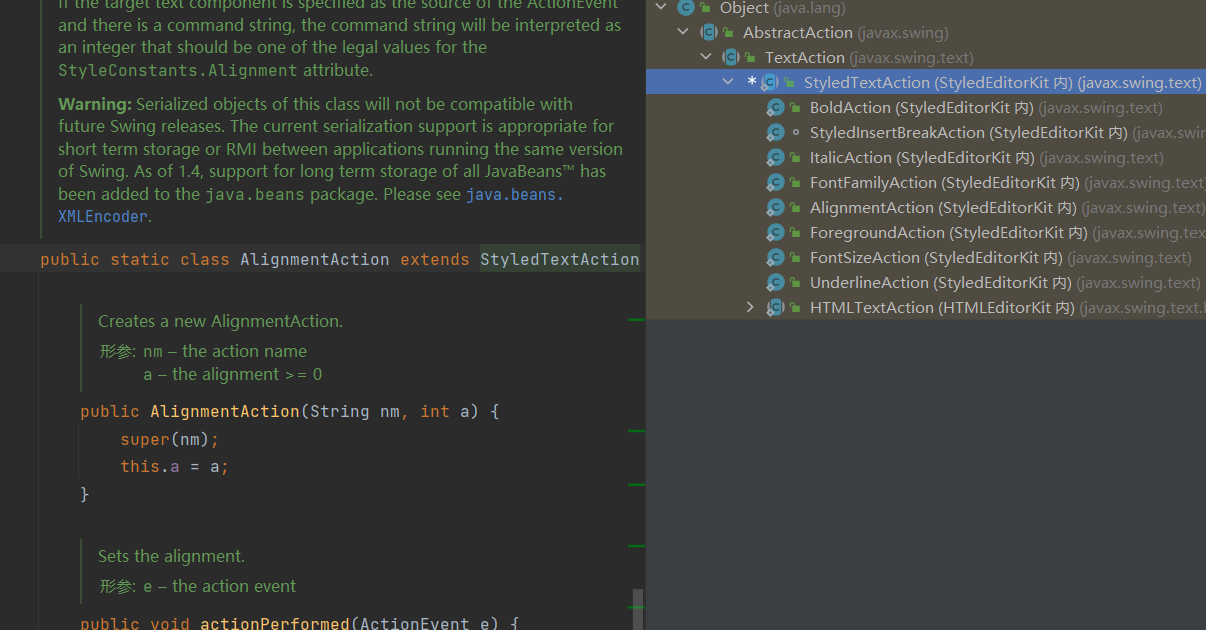 If the target text component is specified as the source of the ActionEvent
and there is a command string, the command string will be interpreted as
an integer that should be one of the legal values for the
StyleConstants.Alignment attribute.
Warning: Serialized objects of this class will not be compatible with
future Swing releases. The current serialization support is appropriate for
short term storage or RMI between applications running the same version
of Swing. As of 1.4, support for long term storage of all JavaBeans™ has
been added to the java.beans package. Please see java.beans.
XMLEncoder.
public static class AlignmentAction extends StyledTextAction
Creates a new AlignmentAction.
形参: nm – the action name
a – the alignment >= 0
public AlignmentAction(String nm, int a) {
super(nm);
this.a = a;
}
Sets the alignment.
形参: e – the action event
public void actionPerformed(ActionEvent e) {
Object (java.lang)
AbstractAction (javax.swing)
TextAction (javax.swing.text)
* StyledTextAction (StyledEditorKit 内) (javax.swing.text)
BoldAction (StyledEditorKit 内) (javax.swing.text)
StyledInsertBreakAction (StyledEditorKit 内) (javax.swin
ItalicAction (StyledEditorKit 内) (javax.swing.text)
FontFamilyAction (StyledEditorKit 内) (javax.swing.text
AlignmentAction (StyledEditorKit 内) (javax.swing.text)
ForegroundAction (StyledEditorKit 内) (javax.swing.tex
FontSizeAction (StyledEditorKit 内) (javax.swing.text)
UnderlineAction (StyledEditorKit 内) (javax.swing.text)
HTMLTextAction (HTMLEditorKit 内) (javax.swing.text.